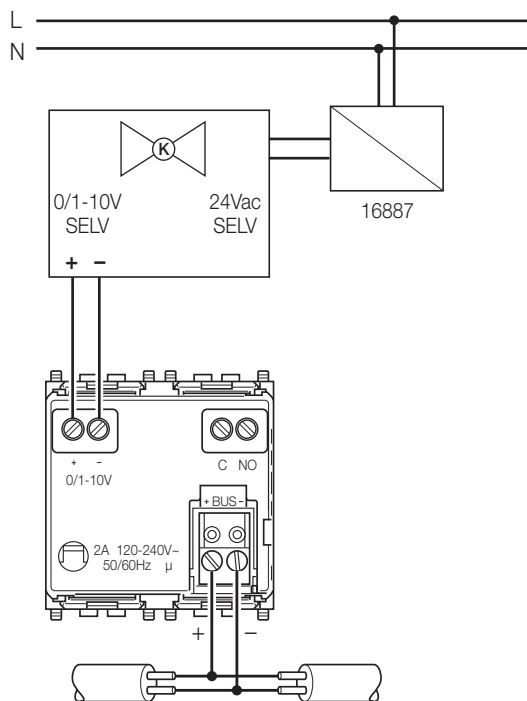 L
N
K
0/1-10V
SELV
24Vac
SELV
+ −
16887
+ -
0/1-10V
C NO
+ BUS -
2A 120-240V~
50/60Hz µ
+ −